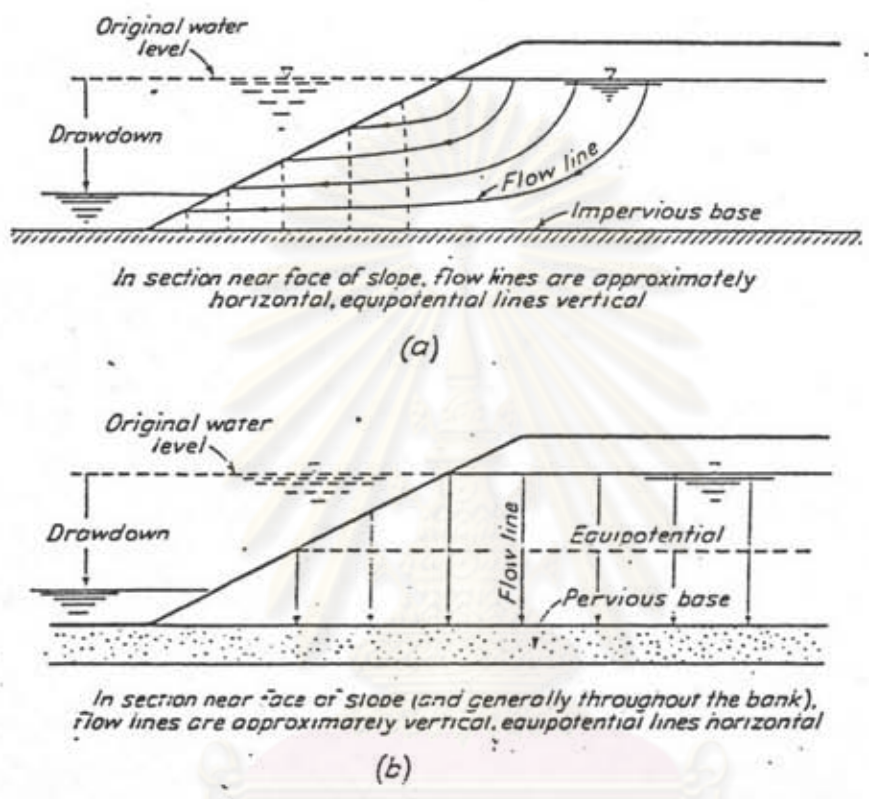 Original water
level
Drawdown
Flow line
Impervious base
In section near face of slope, flow lines are approximately
horizontal, equipotential lines vertical
(a)
Original water
level
Drawdown
Flow line
Equipotential
Pervious base
In section near face of slope (and generally throughout the bank),
flow lines are approximately vertical, equipotential lines horizontal
(b)